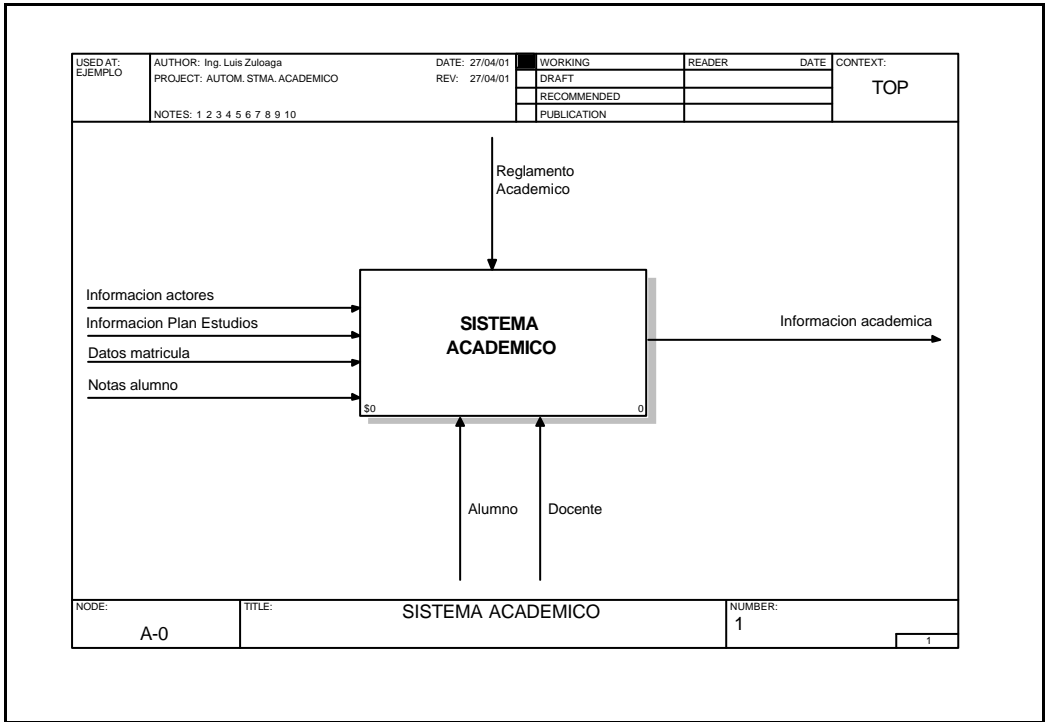 USED AT:
EJEMPLO
AUTHOR: Ing. Luis Zuloaga
DATE: 27/04/01
PROJECT: AUTOM. STMA. ACADEMICO
REV: 27/04/01
NOTES: 1 2 3 4 5 6 7 8 9 10
WORKING
DRAFT
RECOMMENDED
PUBLICATION
READER DATE
CONTEXT:
TOP
Reglamento
Academico
Informacion actores
Informacion Plan Estudios
Datos matricula
Notas alumno
SISTEMA
ACADEMICO
$0
0
Informacion academica
Alumno
Docente
NODE:
A-0
TITLE:
SISTEMA ACADEMICO
NUMBER:
1
1